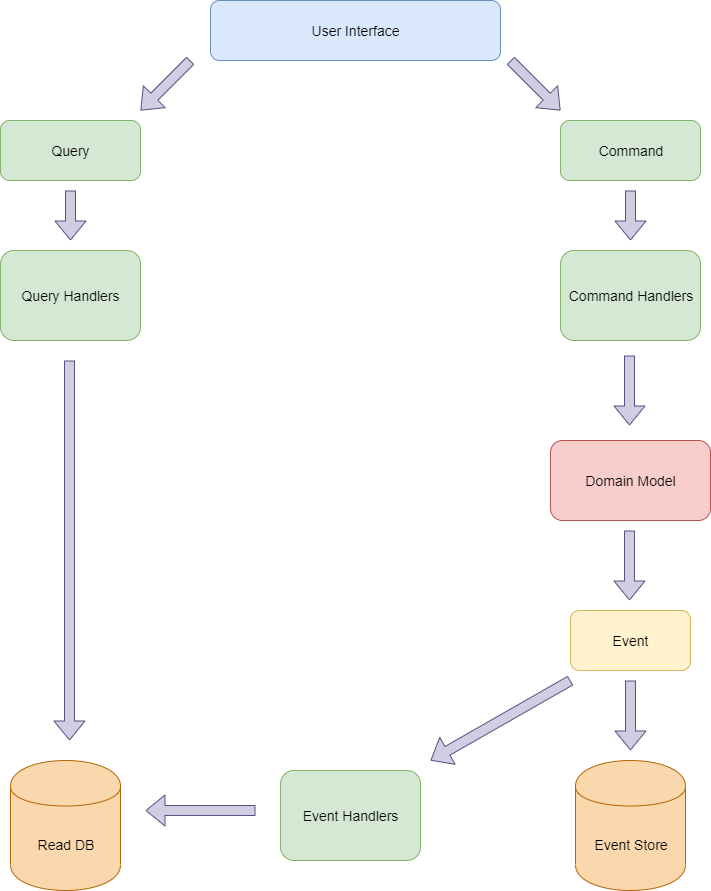 User Interface
Query
Command
Query Handlers
Command Handlers
Domain Model
Event
Event Handlers
Read DB
Event Store